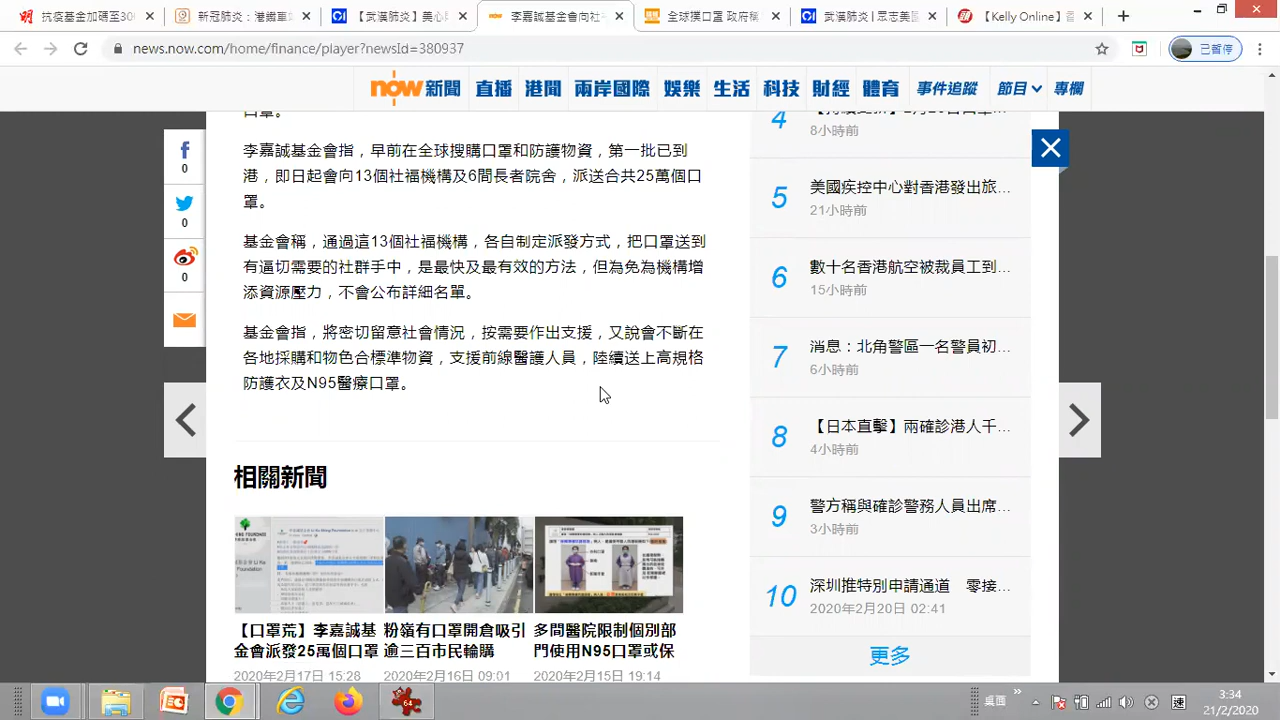 抗疫基金加碼至30
新冠肺炎：港鐵重
【武漢肺炎】美心
李嘉誠基金會向社
全球撲口罩 政府稱
武漢肺炎 | 眾志美
【Kelly Online】
news.now.com/home/finance/player?newsId=380937
已暫停
now 新聞
直播
港聞
兩岸國際
娛樂
生活
科技
財經
體育
事件追蹤
節目
專欄
0
0
0
口罩。
李嘉誠基金會指，早前在全球搜購口罩和防護物資，第一批已到
港，即日起會向13個社福機構及6間長者院舍，派送合共25萬個口
罩。
基金會稱，通過這13個社福機構，各自制定派發方式，把口罩送到
有逼切需要的社群手中，是最快及最有效的方法，但為免為機構增
添資源壓力，不會公布詳細名單。
基金會指，將密切留意社會情況，按需要作出支援，又說會不斷在
各地採購和物色合標準物資，支援前線醫護人員，陸續送上高規格
防護衣及N95醫療口罩。
相關新聞
【口罩荒】李嘉誠基
金會派發25萬個口罩
2020年2月17日 15:28
粉嶺有口罩開倉吸引
逾三百市民輪購
2020年2月16日 09:01
多間醫院限制個別部
門使用N95口罩或保
2020年2月15日 19:14
4
8小時前
5
美國疾控中心對香港發出旅...
21小時前
6
數十名香港航空被裁員工到...
15小時前
7
消息：北角警區一名警員初...
6小時前
8
【日本直擊】兩確診港人千...
4小時前
9
警方稱與確診警務人員出席...
3小時前
10
深圳推特別申請通道 零接...
2020年2月20日 02:41
更多
64
桌面
速
3:34
21/2/2020